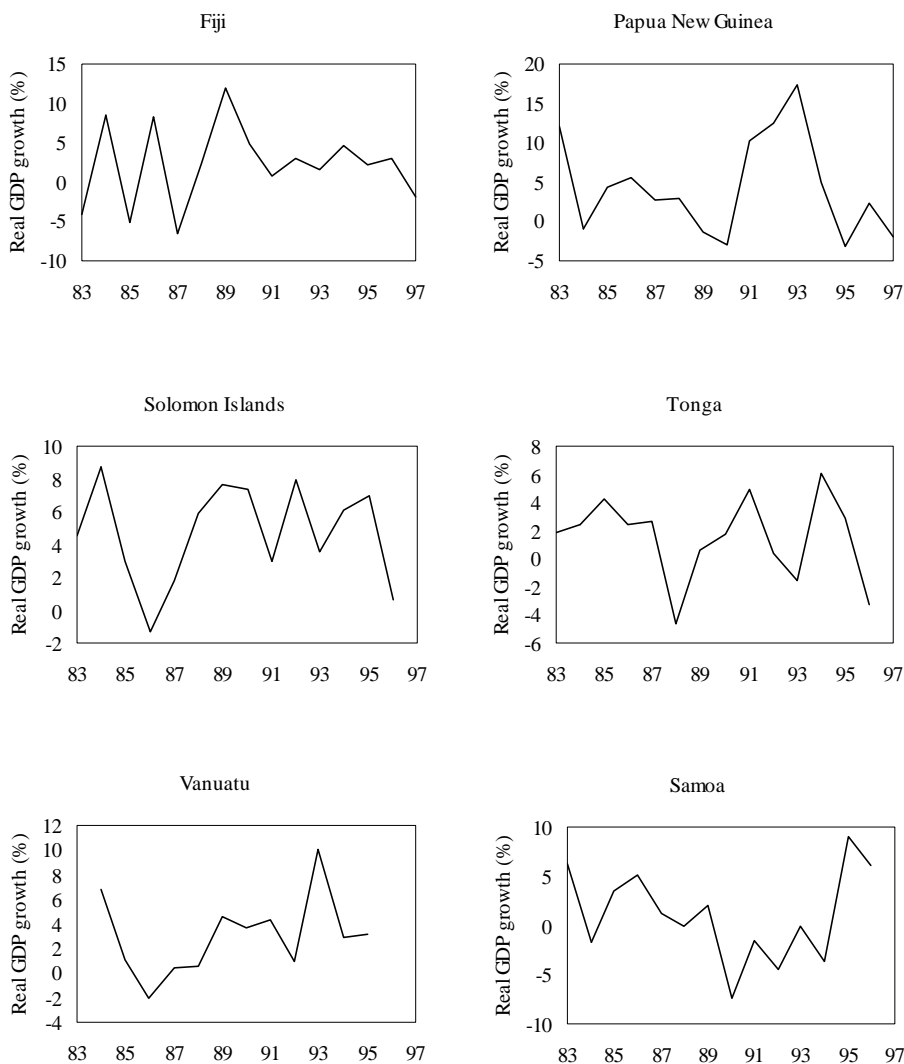 Fiji
Real GDP growth (%)
15
10
5
0
-5
-10
83 85 87 89 91 93 95 97
Papua New Guinea
Real GDP growth (%)
20
15
10
5
0
-5
83 85 87 89 91 93 95 97
Solomon Islands
Real GDP growth (%)
10
8
6
4
2
0
-2
83 85 87 89 91 93 95 97
Tonga
Real GDP growth (%)
8
6
4
2
0
-2
-4
-6
83 85 87 89 91 93 95 97
Vanuatu
Real GDP growth (%)
12
10
8
6
4
2
0
-2
-4
83 85 87 89 91 93 95 97
Samoa
Real GDP growth (%)
10
5
0
-5
-10
83 85 87 89 91 93 95 97